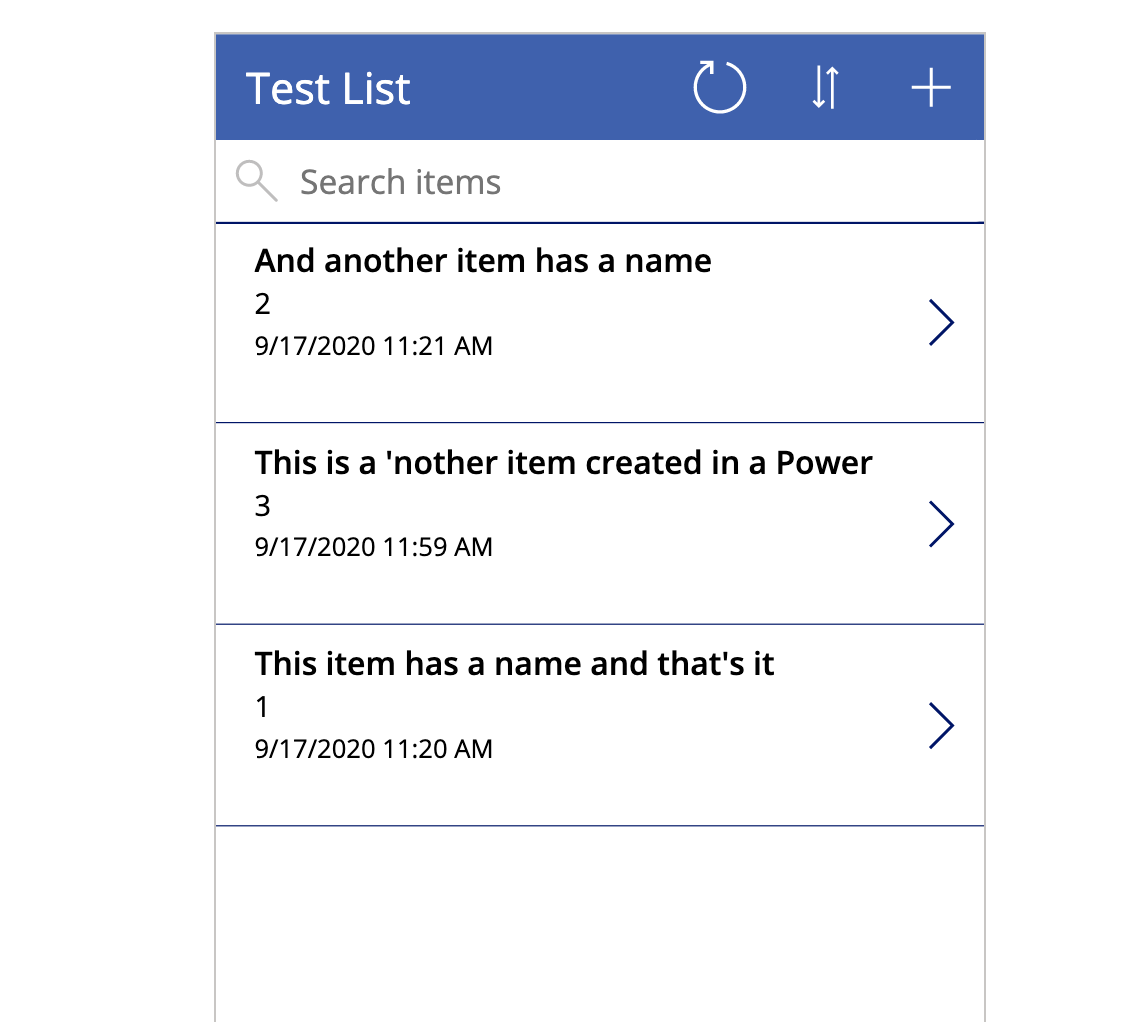 Test List
Search items
And another item has a name
2
9/17/2020 11:21 AM
This is a 'nother item created in a Power
3
9/17/2020 11:59 AM
This item has a name and that's it
1
9/17/2020 11:20 AM